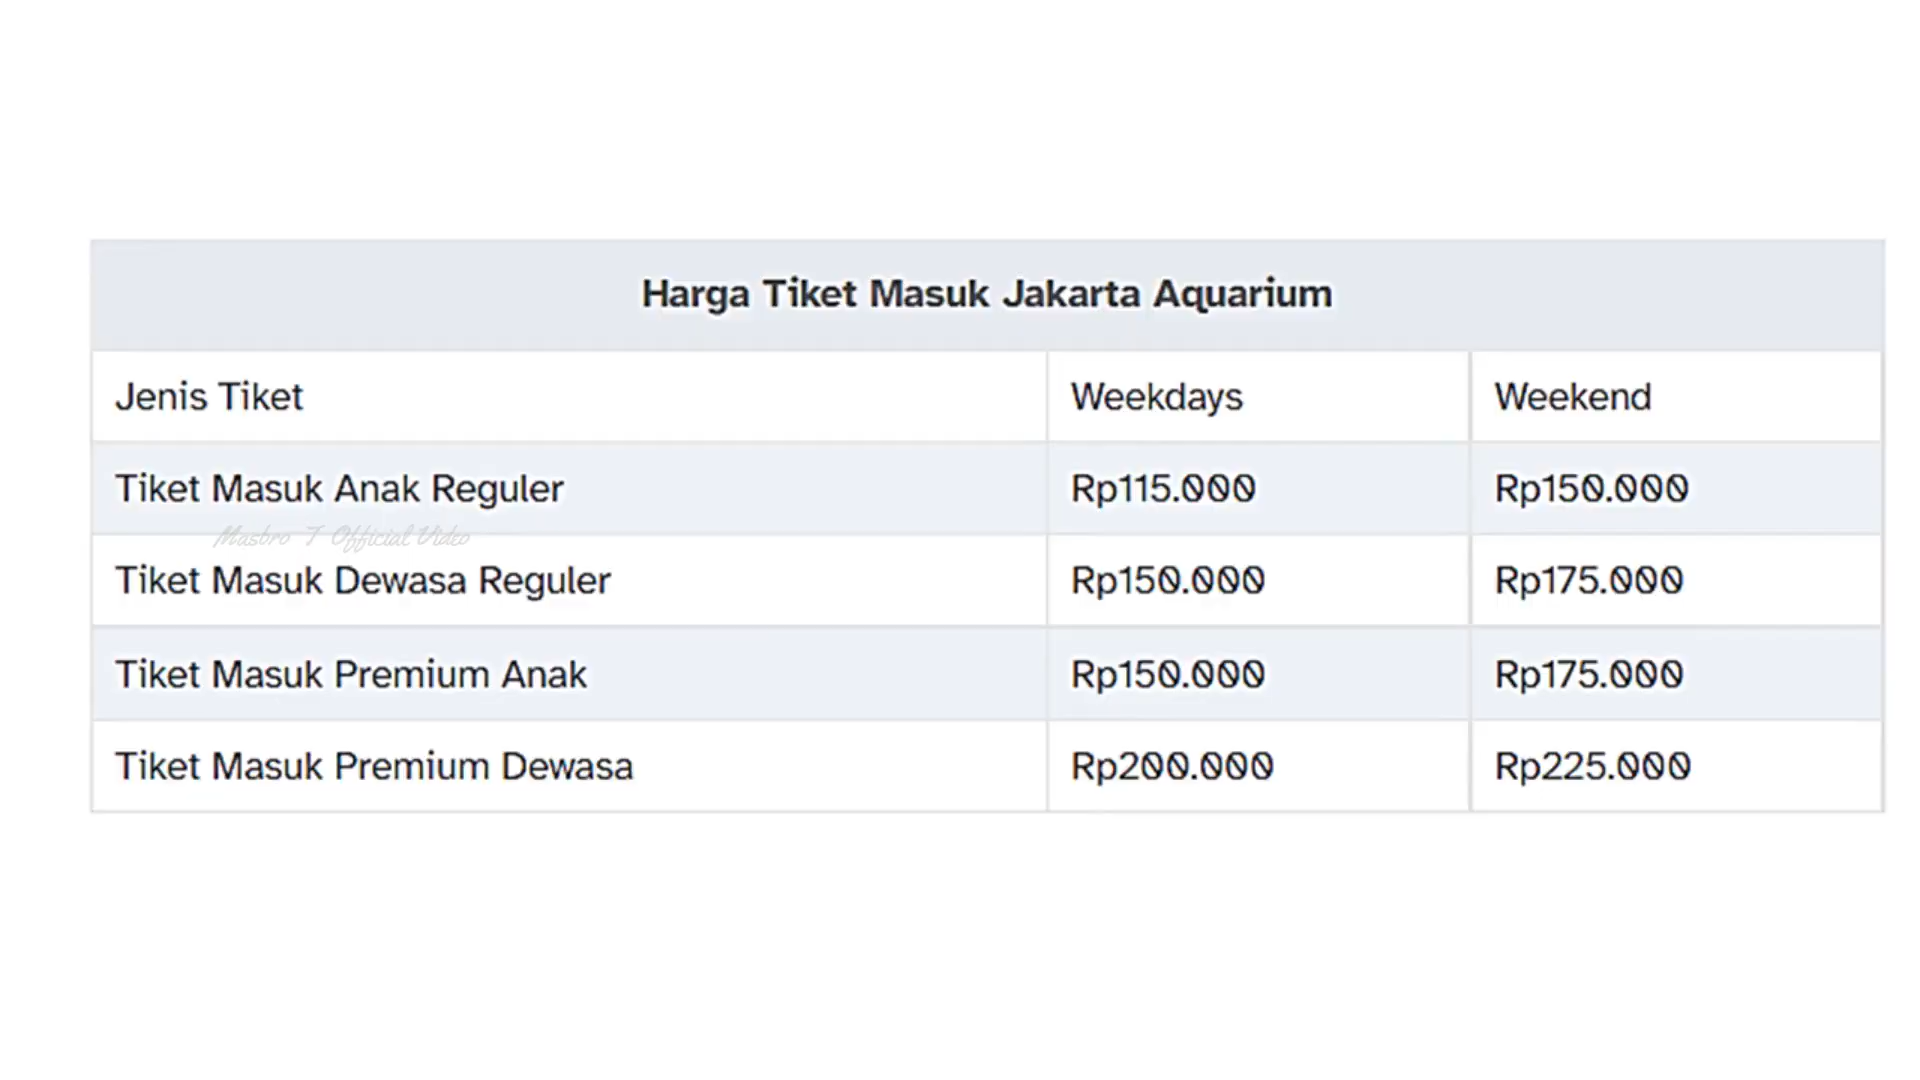 Harga Tiket Masuk Jakarta Aquarium
Jenis Tiket Weekdays Weekend
Tiket Masuk Anak Reguler Rp115.000 Rp150.000
Masbro T Official Video
Tiket Masuk Dewasa Reguler Rp150.000 Rp175.000
Tiket Masuk Premium Anak Rp150.000 Rp175.000
Tiket Masuk Premium Dewasa Rp200.000 Rp225.000